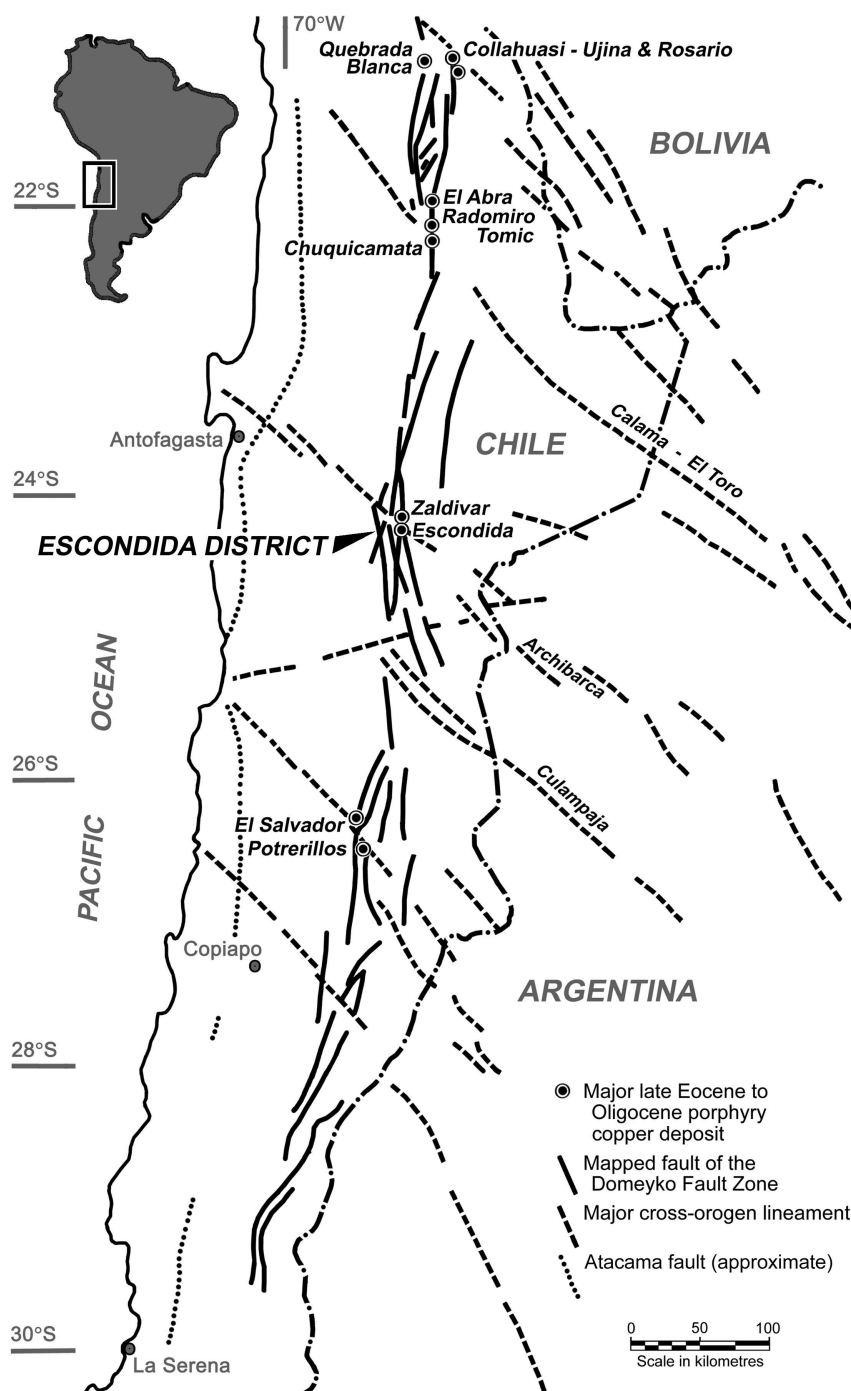 70°W
Quebrada
Blanca
Collahuasi - Ujina & Rosario
BOLIVIA
22°S
El Abra
Radomiro
Tomic
Chuquicamata
Antofagasta
CHILE
Calama - El Toro
24°S
Zaldivar
Escondida
ESCONDIDA DISTRICT
PACIFIC OCEAN
Archibarca
26°S
Culampaja
El Salvador
Potrerillos
Copiapo
ARGENTINA
28°S
Major late Eocene to
Oligocene porphyry
copper deposit
Mapped fault of the
Domeyko Fault Zone
Major cross-orogen lineament
Atacama fault (approximate)
30°S
La Serena
0 50 100
Scale in kilometres